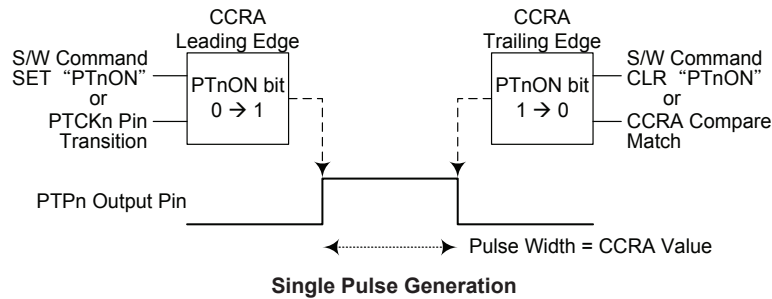 CCRA
Leading Edge
S/W Command
SET “PTnON”
or
PTCKn Pin
Transition
PTnON bit
0 → 1
CCRA
Trailing Edge
PTnON bit
1 → 0
S/W Command
CLR “PTnON”
or
CCRA Compare
Match
PTPn Output Pin
Pulse Width = CCRA Value
Single Pulse Generation